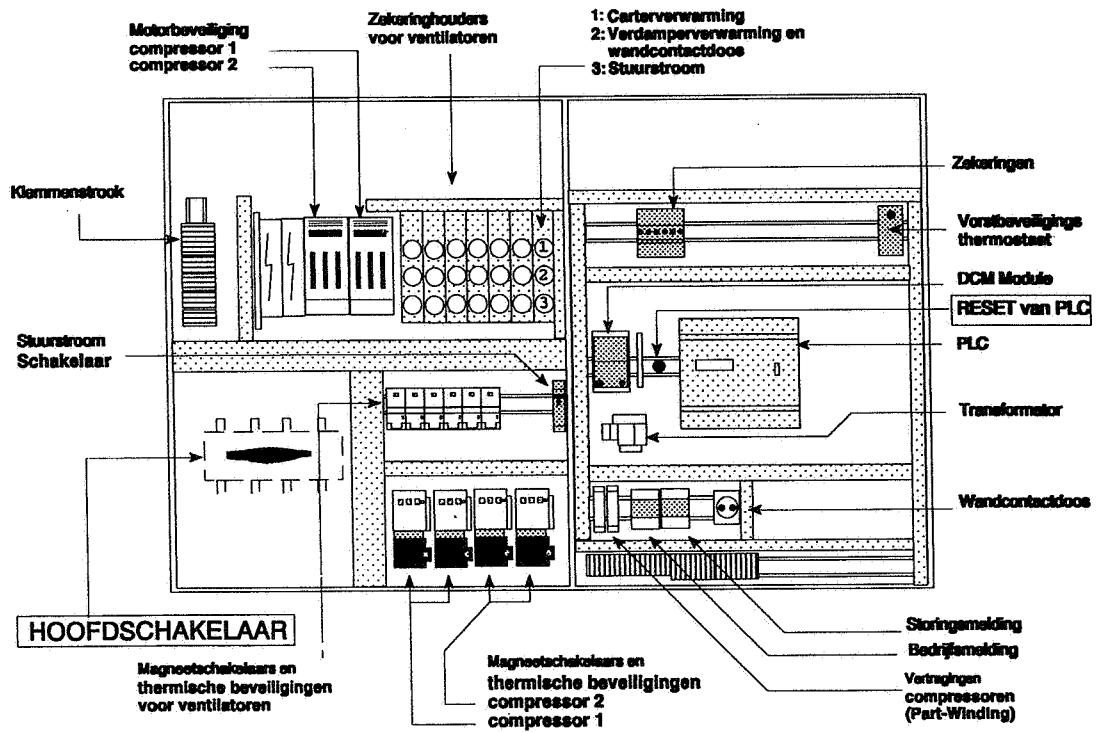 Motorbeveiliging
compressor 1
compressor 2
Zekeringhouders
voor ventilatoren
1: Carterverwarming
2: Verdamperverwarming en
wandcontactdoos
3: Stuurstroom
Klemmenstrook
Zekeringen
Vorstbeveiligings
thermostaat
DCM Module
RESET van PLC
PLC
1
2
3
Stuurstroom
Schakelaar
Transformator
Wandcontactdoos
HOOFDSCHAKELAAR
Magneetschakelaars en
thermische beveiligingen
voor ventilatoren
Magneetschakelaars en
thermische beveiligingen
compressor 2
compressor 1
Storingsmelding
Bedrijfsmelding
Vertragingen
compressoren
(Part-Winding)